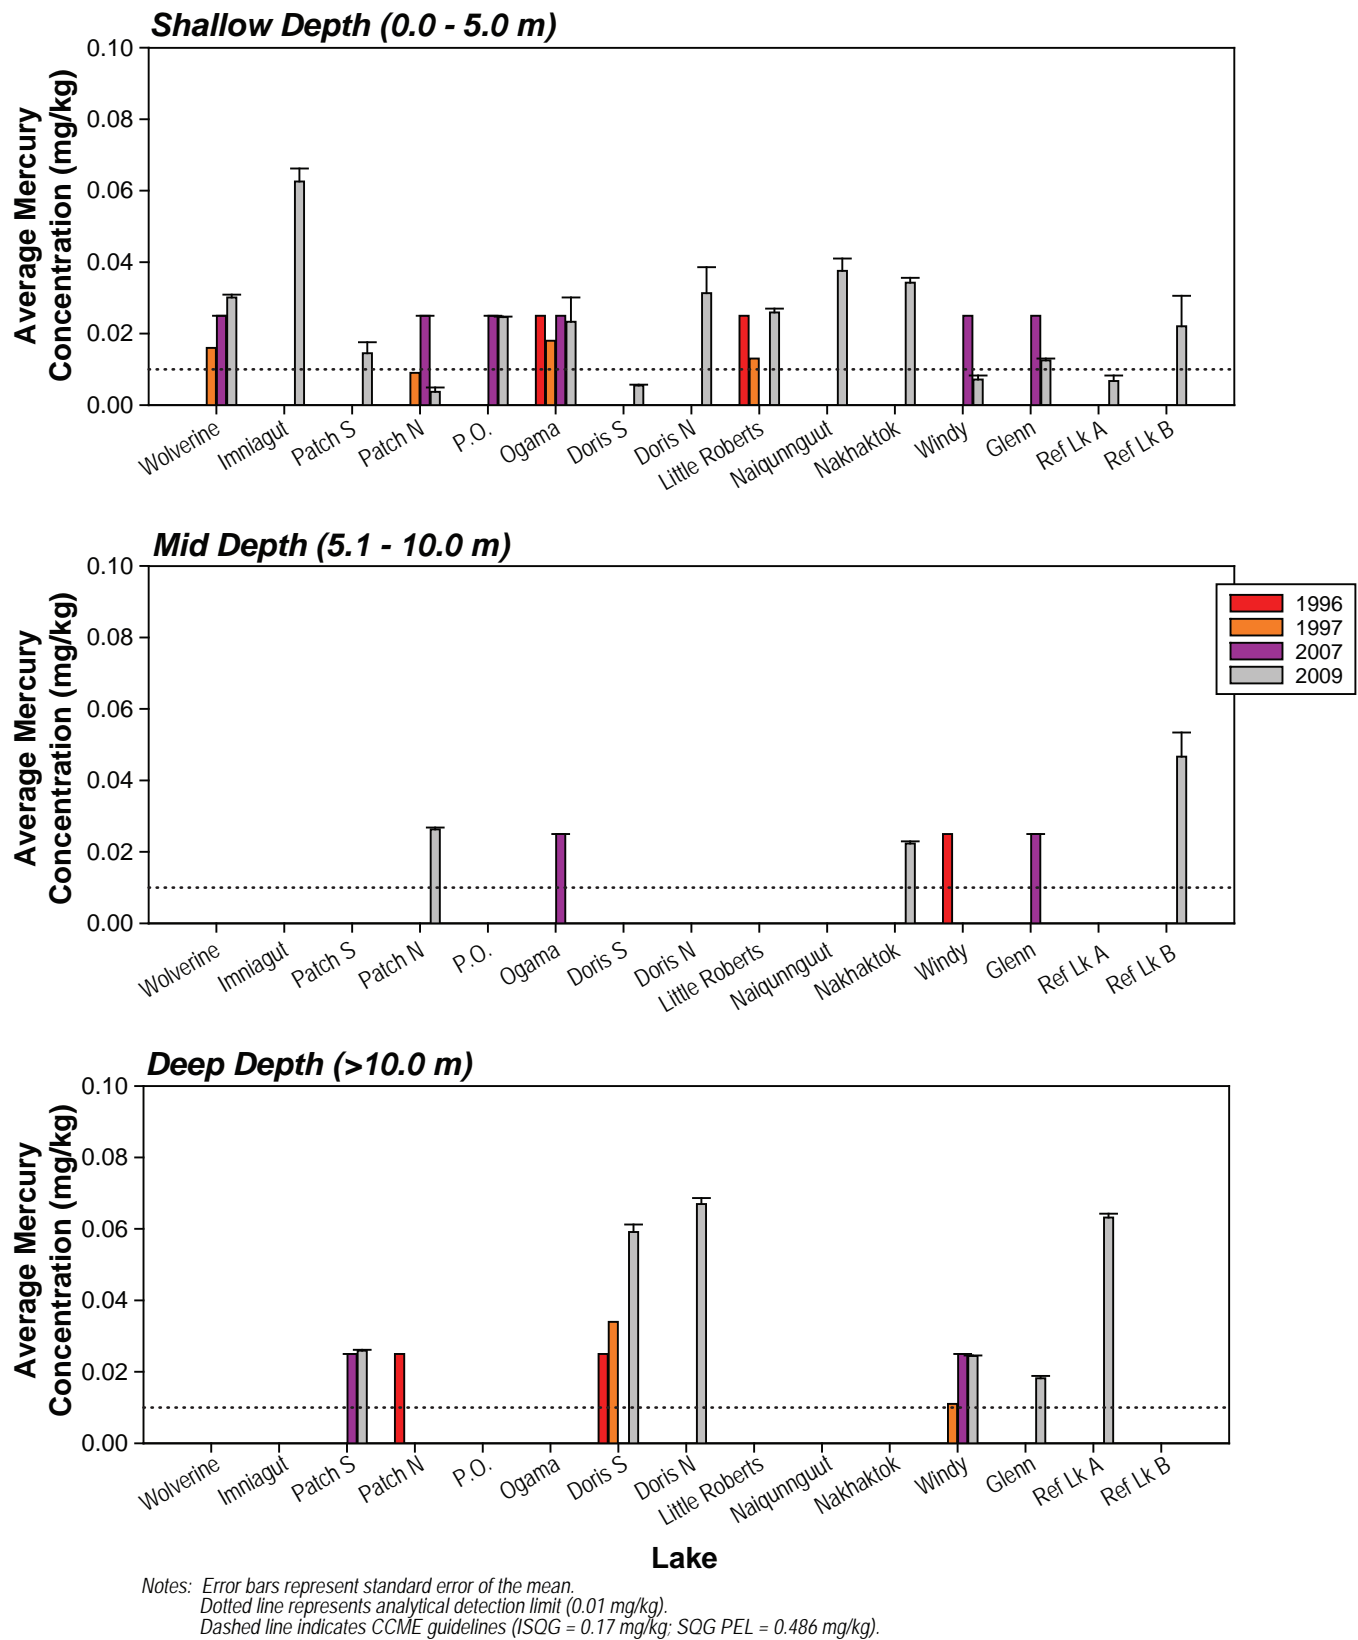 Shallow Depth (0.0 - 5.0 m)
Average Mercury
Concentration (mg/kg)
0.10
0.08
0.06
0.04
0.02
0.00
Wolverine
Imniagut
Patch S
Patch N
P.O.
Ogama
Doris S
Doris N
Little Roberts
Naiqunnguut
Nakhaktok
Windy
Glenn
Ref Lk A
Ref Lk B
Mid Depth (5.1 - 10.0 m)
Average Mercury
Concentration (mg/kg)
0.10
0.08
0.06
0.04
0.02
0.00
1996
1997
2007
2009
Wolverine
Imniagut
Patch S
Patch N
P.O.
Ogama
Doris S
Doris N
Little Roberts
Naiqunnguut
Nakhaktok
Windy
Glenn
Ref Lk A
Ref Lk B
Deep Depth (>10.0 m)
Average Mercury
Concentration (mg/kg)
0.10
0.08
0.06
0.04
0.02
0.00
Wolverine
Imniagut
Patch S
Patch N
P.O.
Ogama
Doris S
Doris N
Little Roberts
Naiqunnguut
Nakhaktok
Windy
Glenn
Ref Lk A
Ref Lk B
Lake
Notes: Error bars represent standard error of the mean.
Dotted line represents analytical detection limit (0.01 mg/kg).
Dashed line indicates CCME guidelines (ISQG = 0.17 mg/kg; SQG PEL = 0.486 mg/kg).